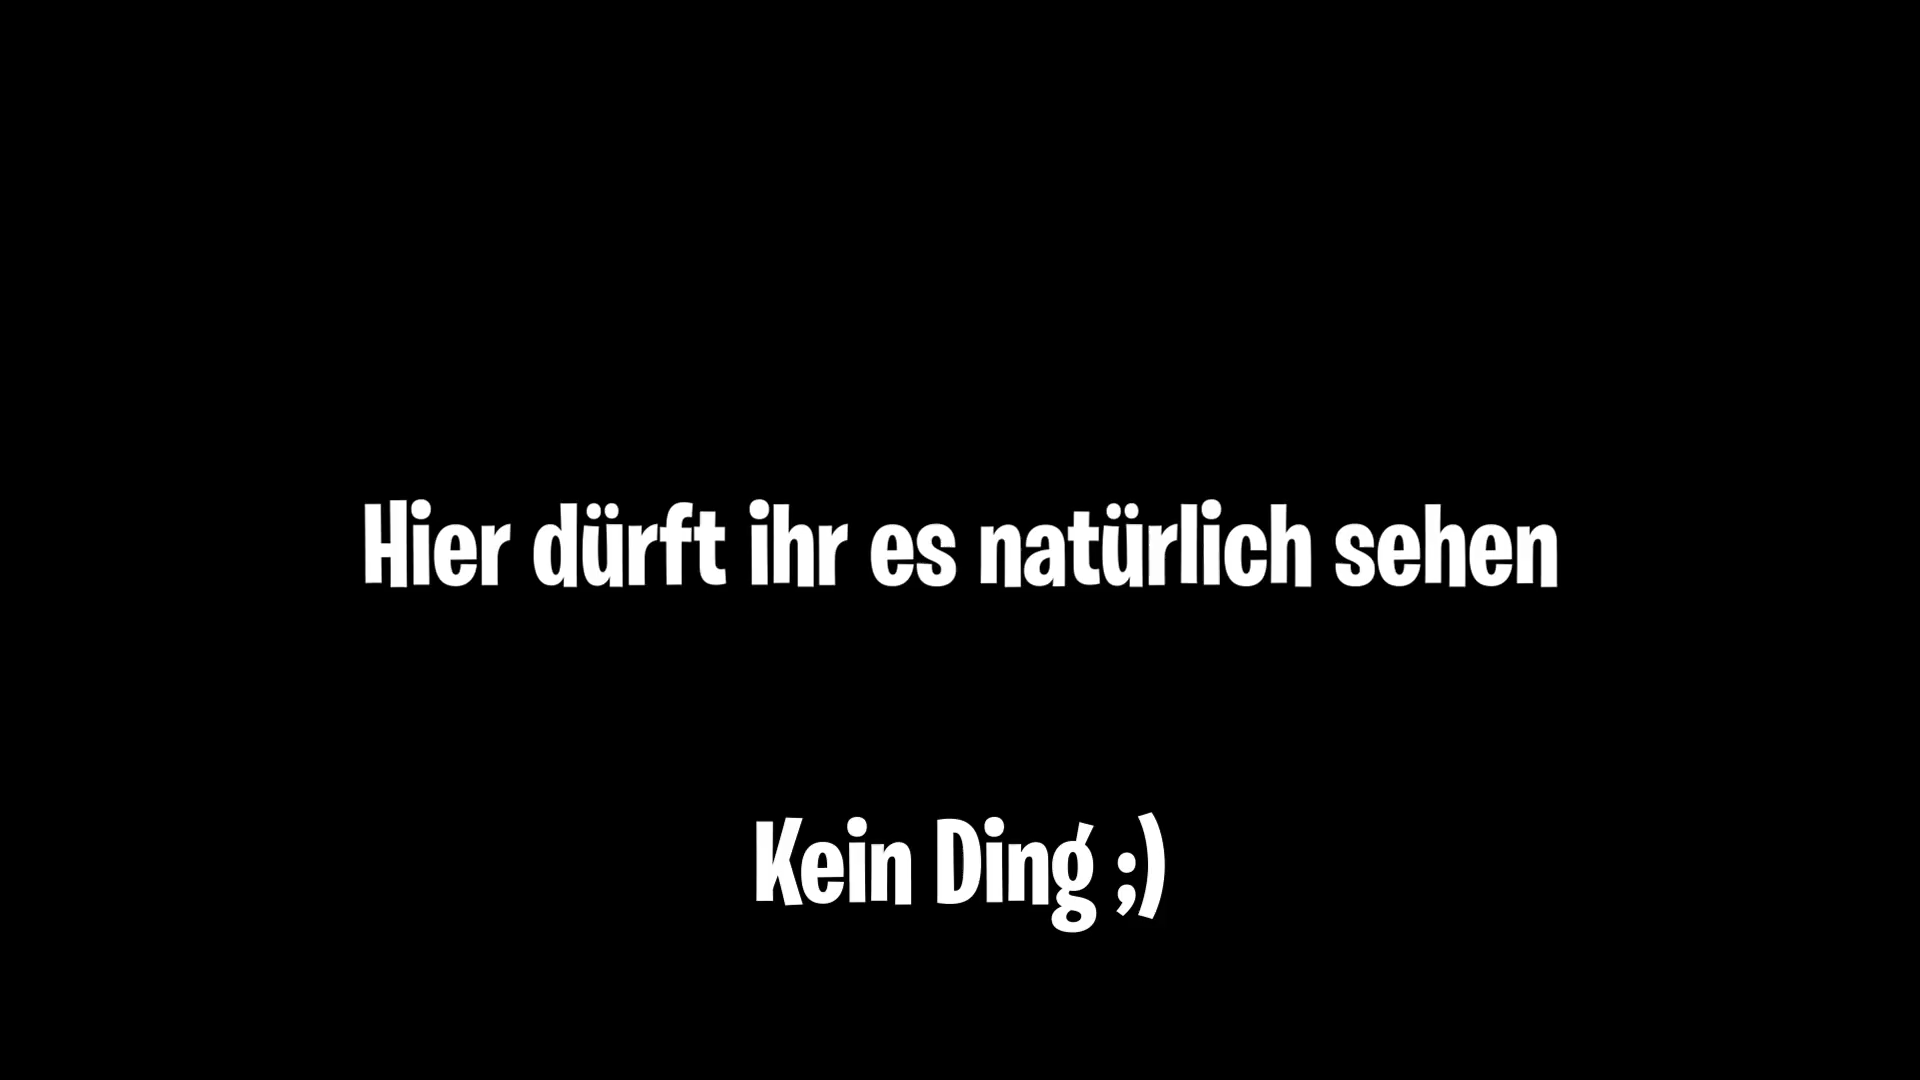 Hier dürft ihr es natürlich sehen
Kein Ding ;)